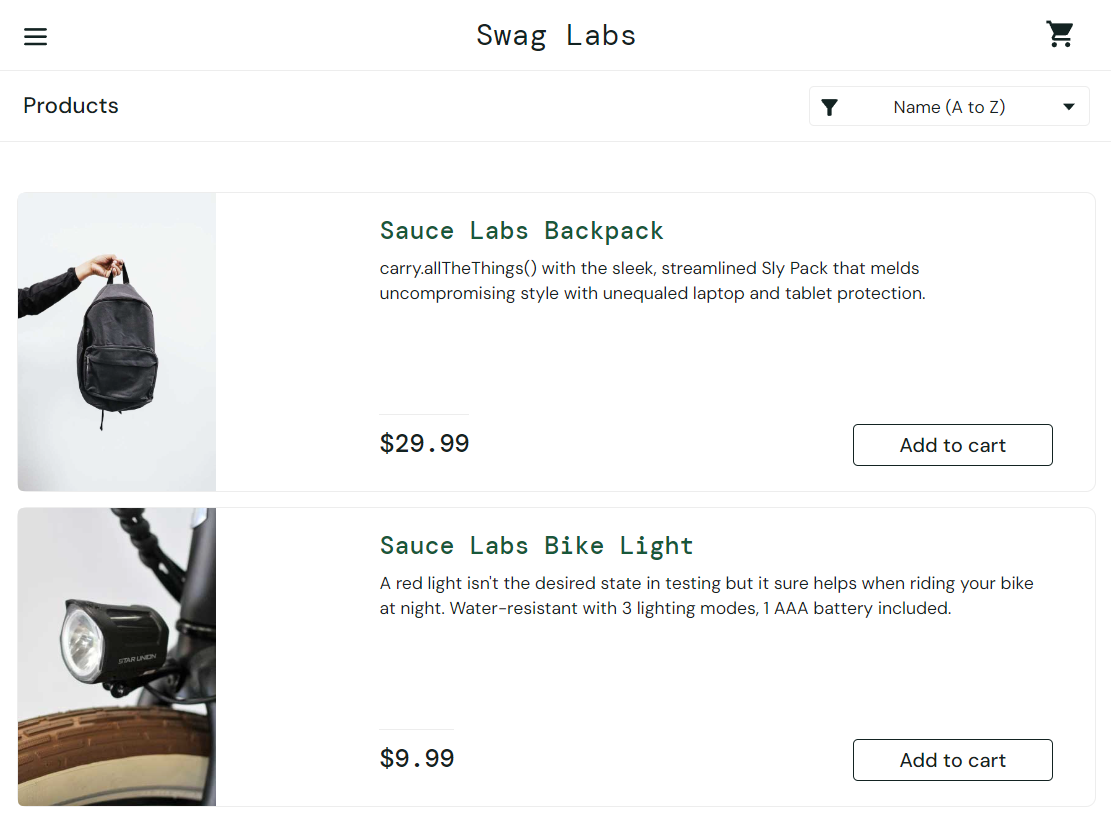 Swag Labs
Products
Name (A to Z)
Sauce Labs Backpack
carry.allTheThings() with the sleek, streamlined Sly Pack that melds
uncompromising style with unequaled laptop and tablet protection.
$29.99
Add to cart
Sauce Labs Bike Light
A red light isn't the desired state in testing but it sure helps when riding your bike
at night. Water-resistant with 3 lighting modes, 1 AAA battery included.
STAR UNION
$9.99
Add to cart